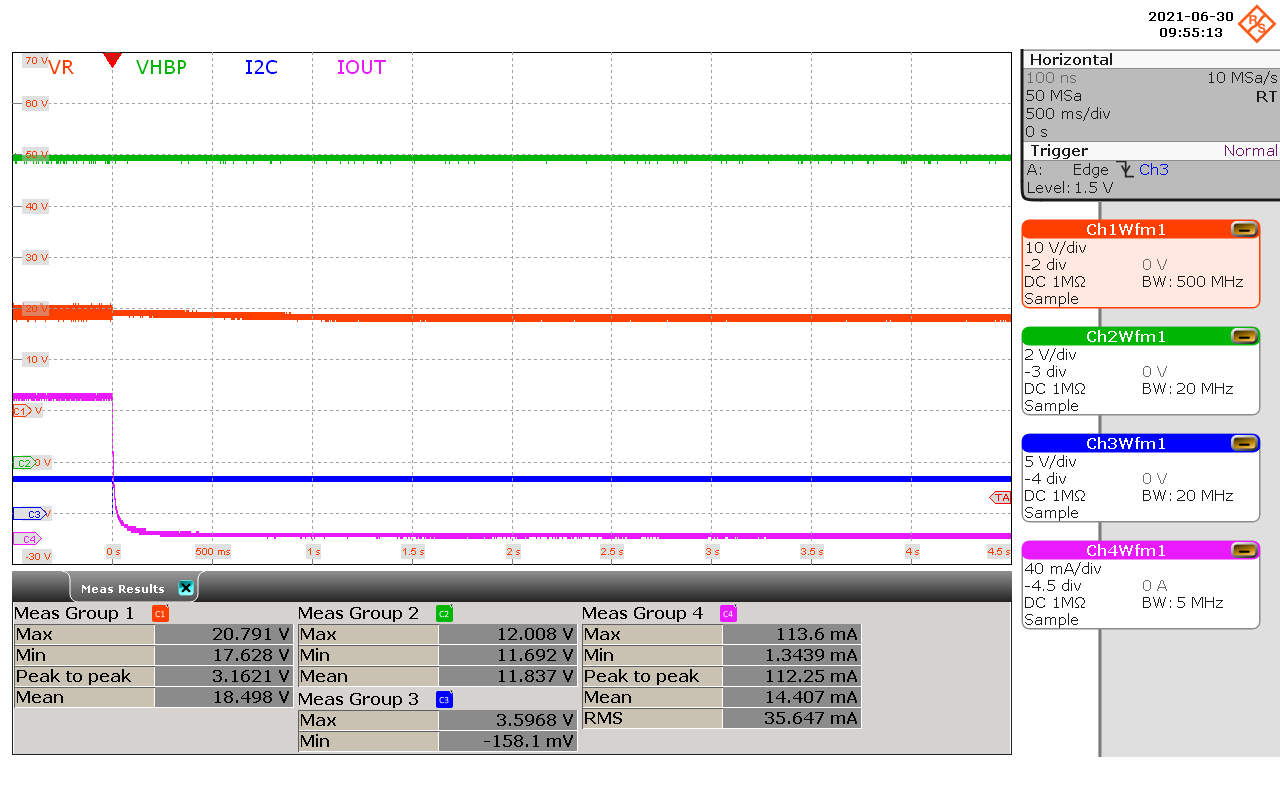 2021-06-30
09:55:13
VR VHBP I2C IOUT
70 V
60 V
50 V
40 V
30 V
20 V
10 V
C1 V
C2 0 V
C3 V
C4
-30 V
TA
0 s 500 ms 1 s 1.5 s 2 s 2.5 s 3 s 3.5 s 4 s 4.5 s
Horizontal
100 ns 10 MSa/s
50 MSa RT
500 ms/div
0 s
Trigger Normal
A: Edge Ch3
Level: 1.5 V
Ch1Wfm1
10 V/div
-2 div 0 V
DC 1MΩ BW: 500 MHz
Sample
Ch2Wfm1
2 V/div
-3 div 0 V
DC 1MΩ BW: 20 MHz
Sample
Ch3Wfm1
5 V/div
-4 div 0 V
DC 1MΩ BW: 20 MHz
Sample
Ch4Wfm1
40 mA/div
-4.5 div 0 A
DC 1MΩ BW: 5 MHz
Sample
Meas Results
Meas Group 1 C1
Max 20.791 V
Min 17.628 V
Peak to peak 3.1621 V
Mean 18.498 V
Meas Group 2 C2
Max 12.008 V
Min 11.692 V
Mean 11.837 V
Meas Group 3 C3
Max 3.5968 V
Min -158.1 mV
Meas Group 4 C4
Max 113.6 mA
Min 1.3439 mA
Peak to peak 112.25 mA
Mean 14.407 mA
RMS 35.647 mA